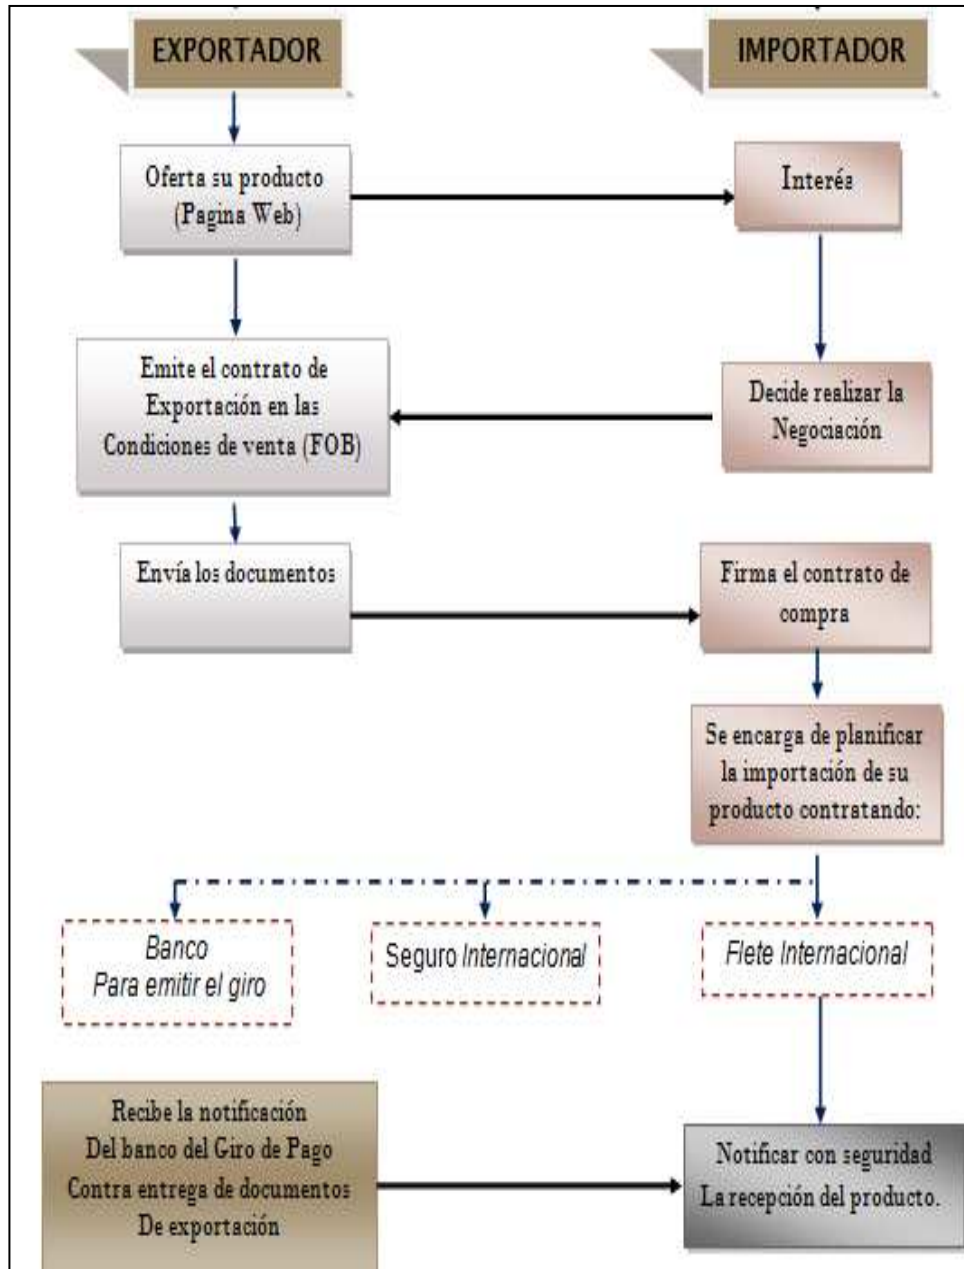 EXPORTADOR
IMPORTADOR
Oferta su producto
(Pagina Web)
Interés
Emite el contrato de
Exportación en las
Condiciones de venta (FOB)
Decide realizar la
Negociación
Envía los documentos
Firma el contrato de
compra
Se encarga de planificar
la importación de su
producto contratando:
Banco
Para emitir el giro
Seguro Internacional
Flete Internacional
Recibe la notificación
Del banco del Giro de Pago
Contra entrega de documentos
De exportación
Notificar con seguridad
La recepción del producto.